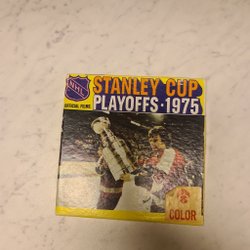 NHL
STANLEY CUP
OFFICIAL FILMS
PLAYOFFS • 1975
COLOR